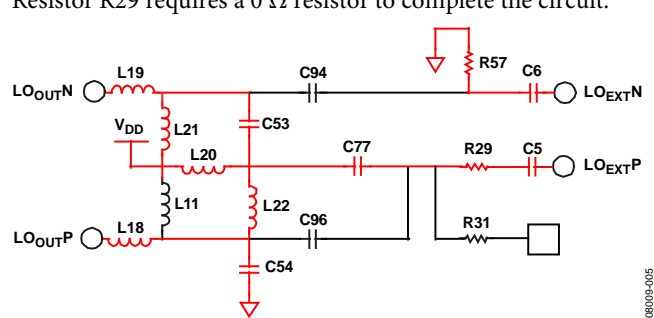 Resistor R29 requires a 0 Ω resistor to complete the circuit.
R57
L19
C94
C6
LOOUTN
LOEXTN
VDD
L21
C53
L20
C77
R29
C5
LOEXTP
L11
L22
L18
C96
R31
LOOUTP
C54
08009-005